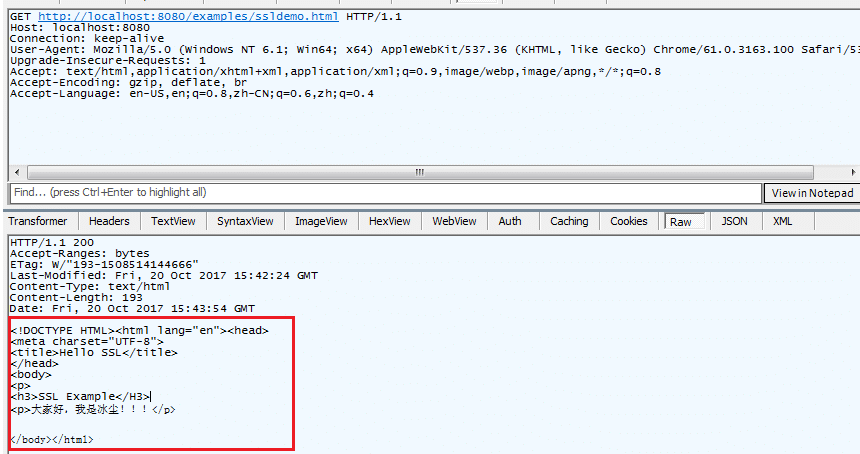 GET http://localhost:8080/examples/ssldemo.html HTTP/1.1
Host: localhost:8080
Connection: keep-alive
User-Agent: Mozilla/5.0 (Windows NT 6.1; Win64; x64) AppleWebKit/537.36 (KHTML, like Gecko) Chrome/61.0.3163.100 Safari/53
Upgrade-Insecure-Requests: 1
Accept: text/html,application/xhtml+xml,application/xml;q=0.9,image/webp,image/apng,*/*;q=0.8
Accept-Encoding: gzip, deflate, br
Accept-Language: en-US,en;q=0.8,zh-CN;q=0.6,zh;q=0.4
Find... (press Ctrl+Enter to highlight all) View in Notepad
Transformer Headers TextView SyntaxView ImageView HexView WebView Auth Caching Cookies Raw JSON XML
HTTP/1.1 200
Accept-Ranges: bytes
ETag: W/"193-1508514144666"
Last-Modified: Fri, 20 Oct 2017 15:42:24 GMT
Content-Type: text/html
Content-Length: 193
Date: Fri, 20 Oct 2017 15:43:54 GMT
<!DOCTYPE HTML><html lang="en"><head>
<meta charset="UTF-8">
<title>Hello SSL</title>
</head>
<body>
<p>
<h3>SSL Example</H3>
<p>大家好，我是冰尘！！！</p>
</body></html>